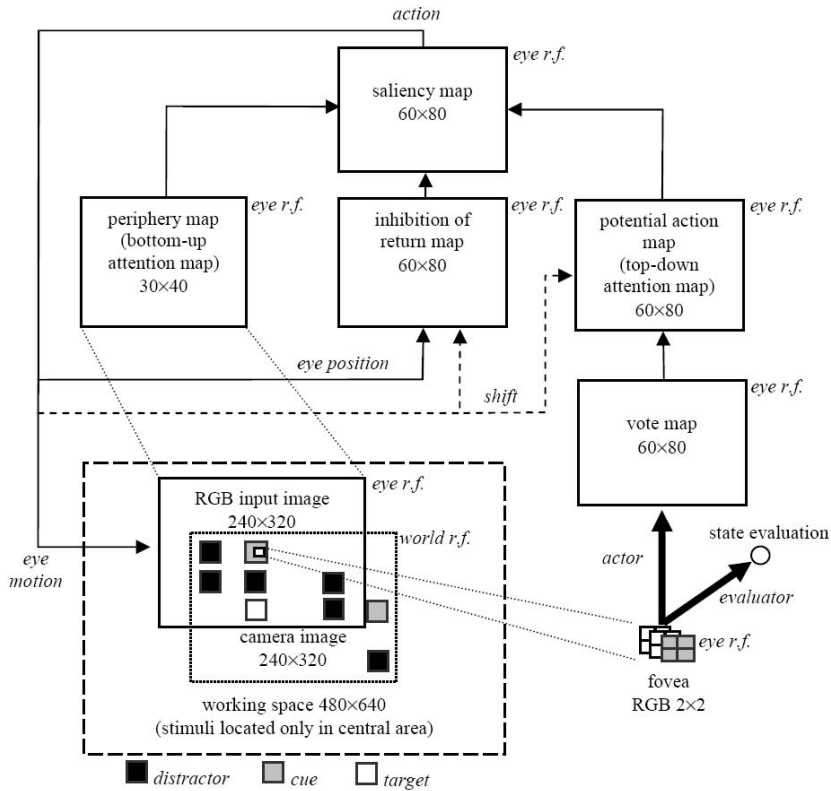 action
eye r.f.
saliency map
60×80
eye r.f.
periphery map
(bottom-up
attention map)
30×40
eye r.f.
inhibition of
return map
60×80
eye r.f.
potential action
map
(top-down
attention map)
60×80
eye position
shift
eye r.f.
vote map
60×80
eye r.f.
RGB input image
240×320
world r.f.
eye
motion
camera image
240×320
working space 480×640
(stimuli located only in central area)
actor
state evaluation
evaluator
eye r.f.
fovea
RGB 2×2
distractor
cue
target